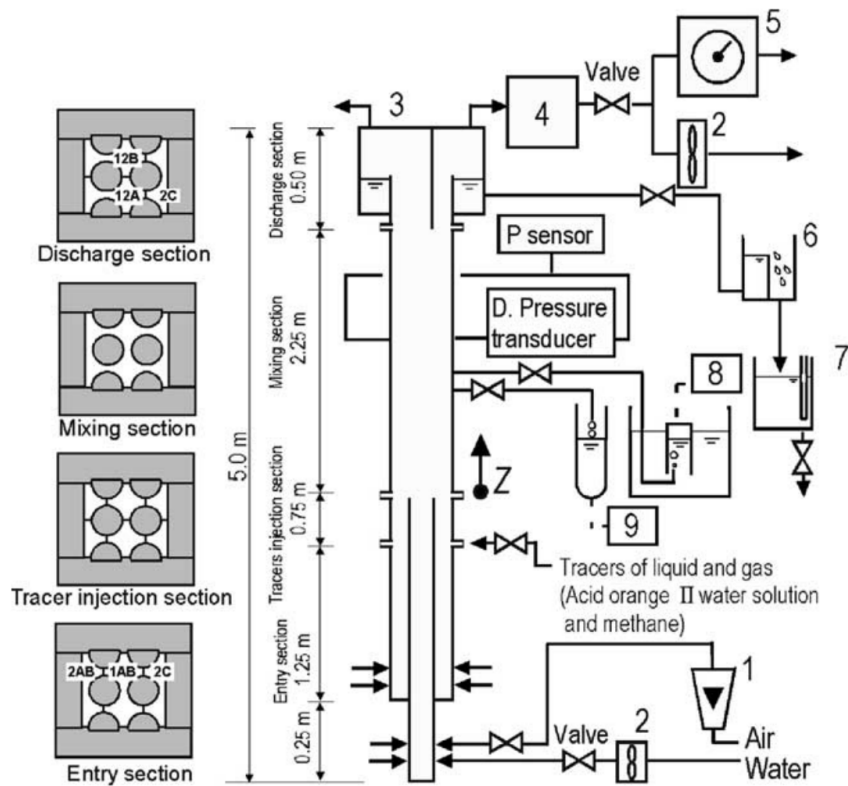 12B
12A
2C
Discharge section
Mixing section
Tracer injection section
2AB
1AB
2C
Entry section
5.0 m
Discharge section
0.50 m
Mixing section
2.25 m
Tracers injection section
0.75 m
Entry section
1.25 m
0.25 m
3
4
Valve
5
2
P sensor
D. Pressure
transducer
6
7
8
9
Z
Tracers of liquid and gas
(Acid orange II water solution
and methane)
1
Valve
2
Air
Water